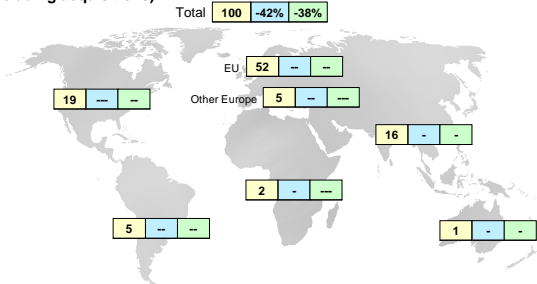 Total 100 -42% -38%
EU 52 -- --
19 --- --
Other Europe 5 -- ---
16 - -
2 - ---
5 -- --
1 - -